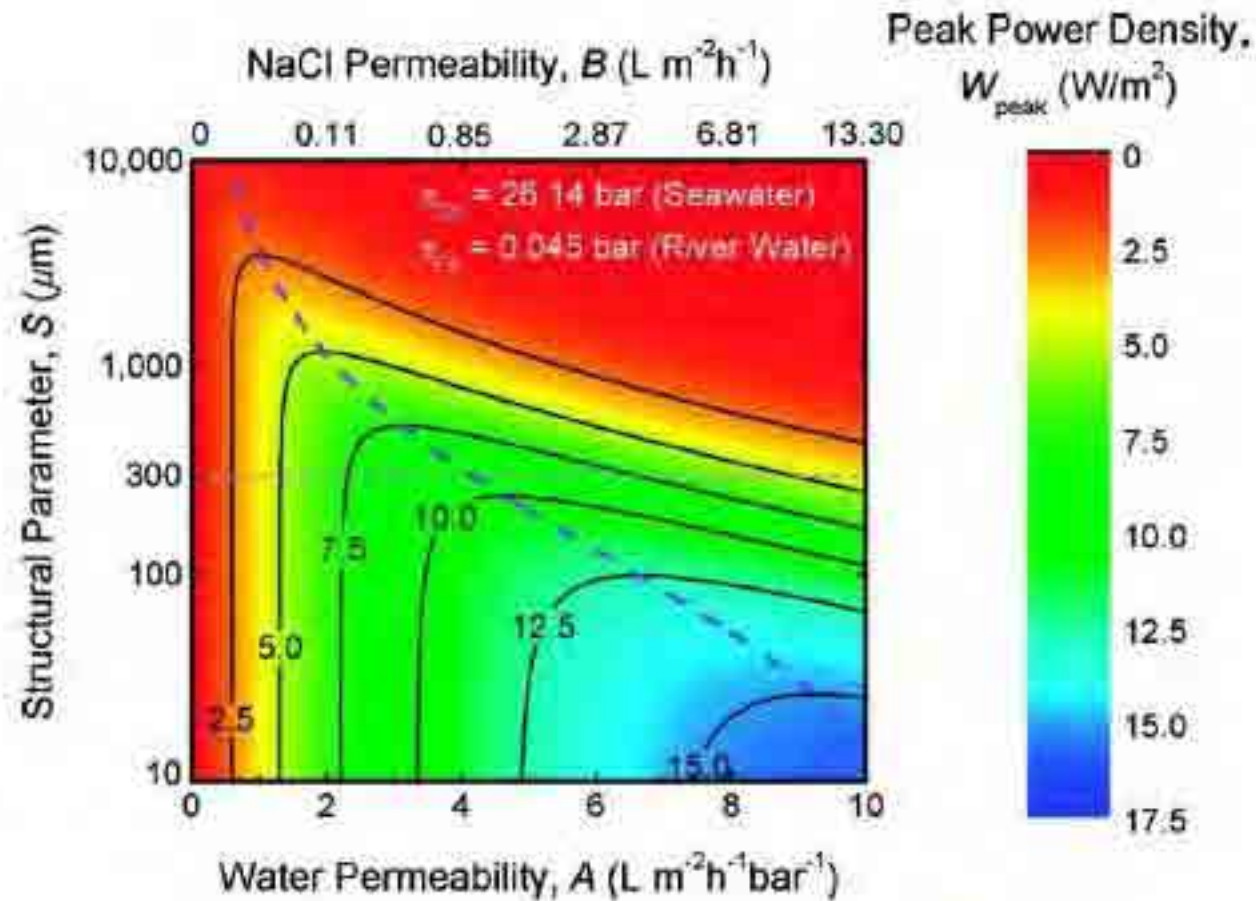 NaCl Permeability, B (L m⁻²h⁻¹)
0 0.11 0.85 2.87 6.81 13.30
Peak Power Density,
W_peak (W/m²)
10,000
1,000
300
100
10
Structural Parameter, S (μm)
= 26.14 bar (Seawater)
= 0.045 bar (River Water)
2.5
5.0
7.5
10.0
12.5
15.0
0 2 4 6 8 10
Water Permeability, A (L m⁻²h⁻¹bar⁻¹)
0
2.5
5.0
7.5
10.0
12.5
15.0
17.5